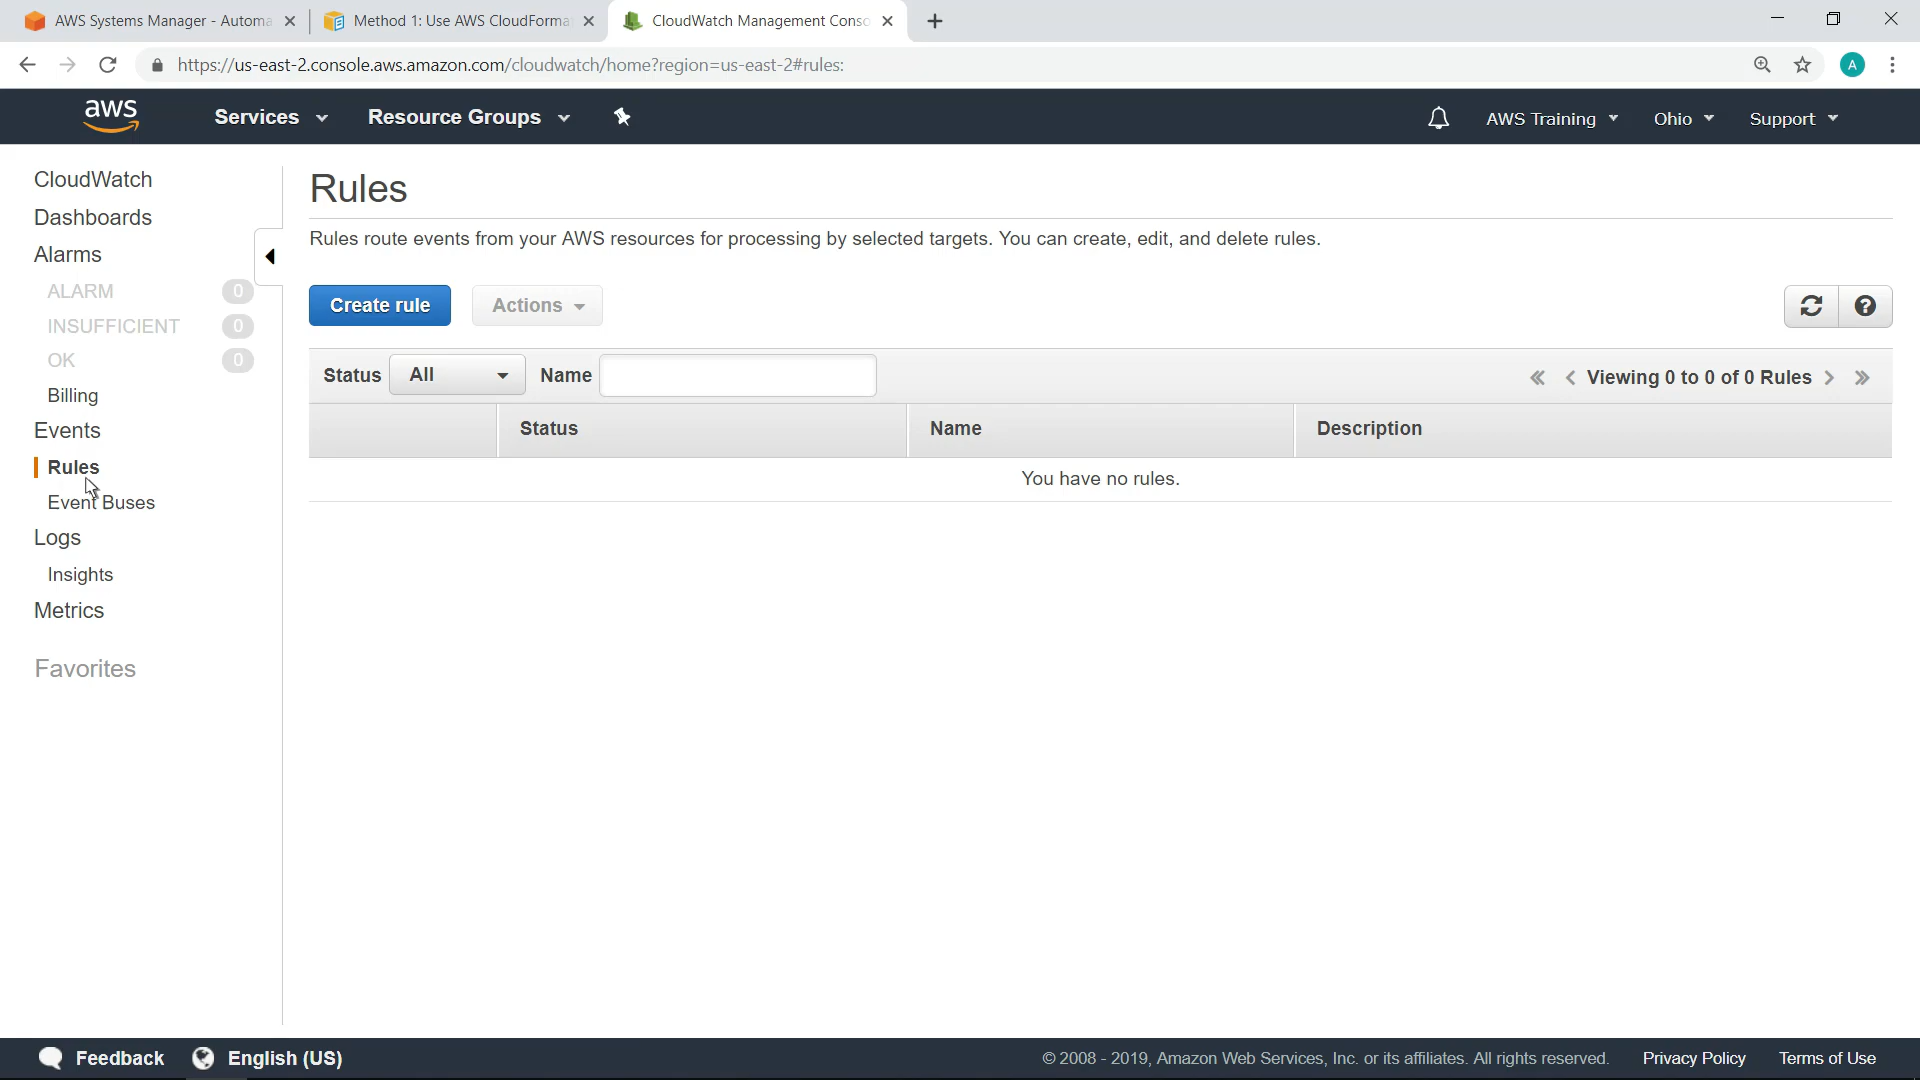 AWS Systems Manager - Automa
Method 1: Use AWS CloudForma
CloudWatch Management Conso
https://us-east-2.console.aws.amazon.com/cloudwatch/home?region=us-east-2#rules:
A
aws
Services
Resource Groups
AWS Training
Ohio
Support
CloudWatch
Dashboards
Alarms
ALARM 0
INSUFFICIENT 0
OK 0
Billing
Events
Rules
Event Buses
Logs
Insights
Metrics
Favorites
Rules
Rules route events from your AWS resources for processing by selected targets. You can create, edit, and delete rules.
Create rule
Actions
Status All Name
Viewing 0 to 0 of 0 Rules
Status Name Description
You have no rules.
Feedback
English (US)
© 2008 - 2019, Amazon Web Services, Inc. or its affiliates. All rights reserved.
Privacy Policy
Terms of Use